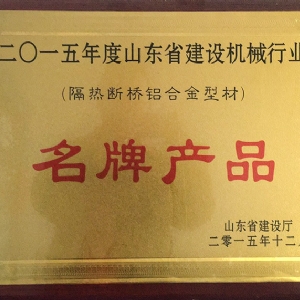 二〇一五年度山东省建设机械行业
(隔热断桥铝合金型材)
名牌产品
山东省建设厅
二零一五年十二